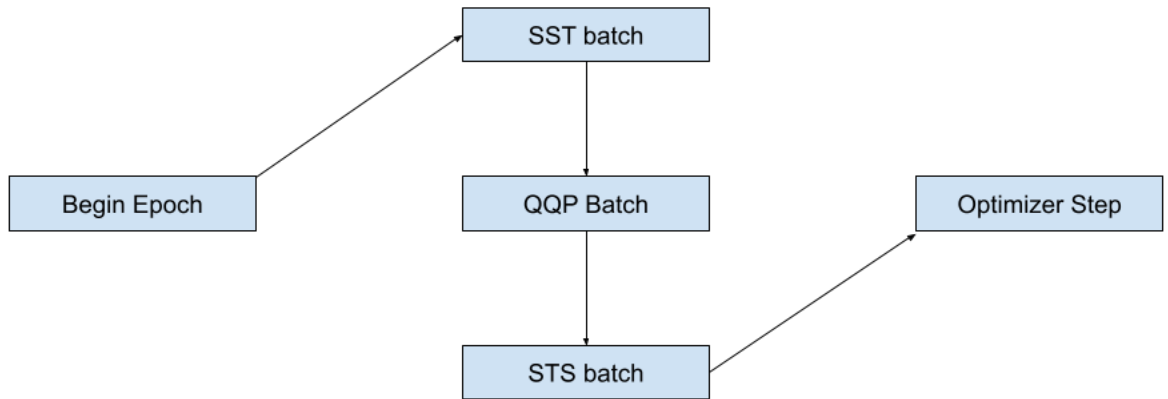 SST batch
Begin Epoch
QQP Batch
Optimizer Step
STS batch